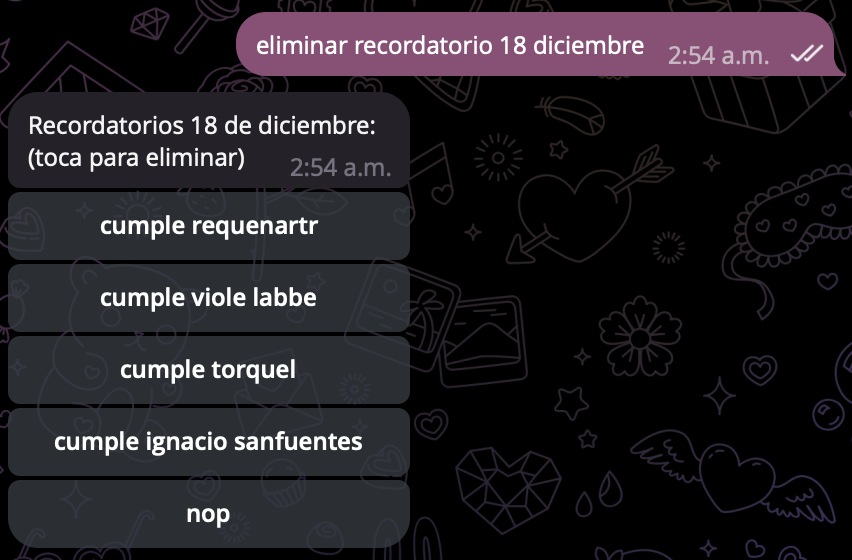 eliminar recordatorio 18 diciembre
2:54 a.m.
Recordatorios 18 de diciembre:
(toca para eliminar)
2:54 a.m.
cumple requenartr
cumple viole labbe
cumple torquel
cumple ignacio sanfuentes
nop